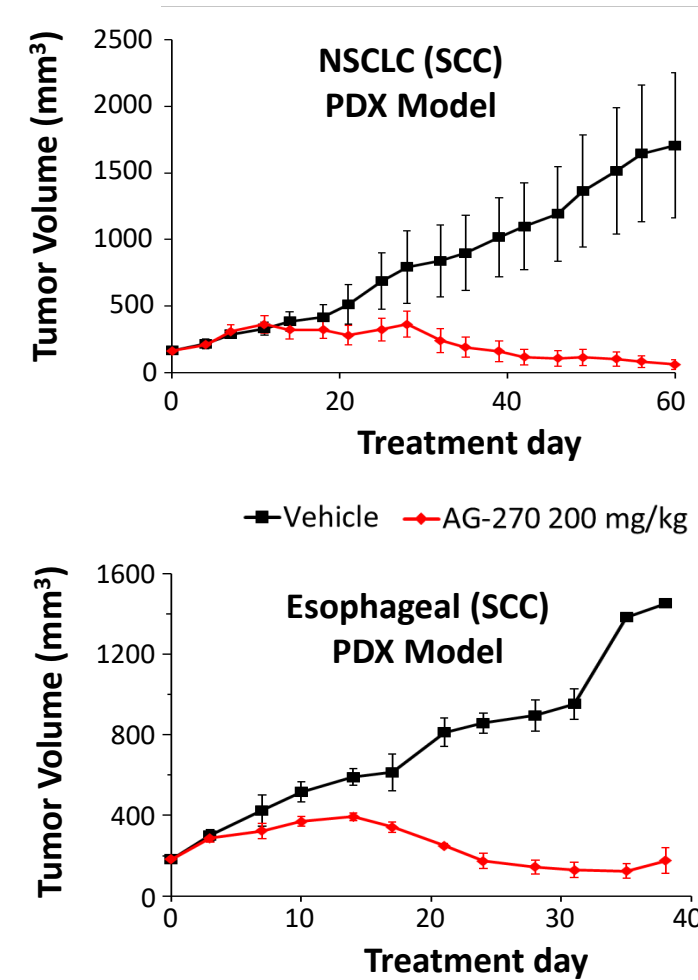 NSCLC (SCC)
PDX Model
Tumor Volume (mm³)
2500
2000
1500
1000
500
0
0 20 40 60
Treatment day
Vehicle AG-270 200 mg/kg
Esophageal (SCC)
PDX Model
Tumor Volume (mm³)
1600
1200
800
400
0
0 10 20 30 40
Treatment day